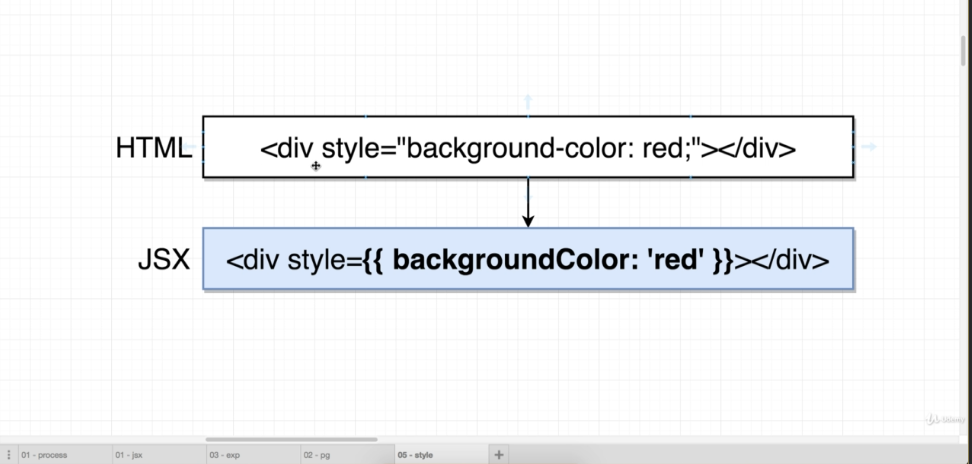 HTML
<div style="background-color: red;"></div>
JSX
<div style={{ backgroundColor: 'red' }}></div>
Udemy
01 - process
01 - jsx
03 - exp
02 - pg
05 - style